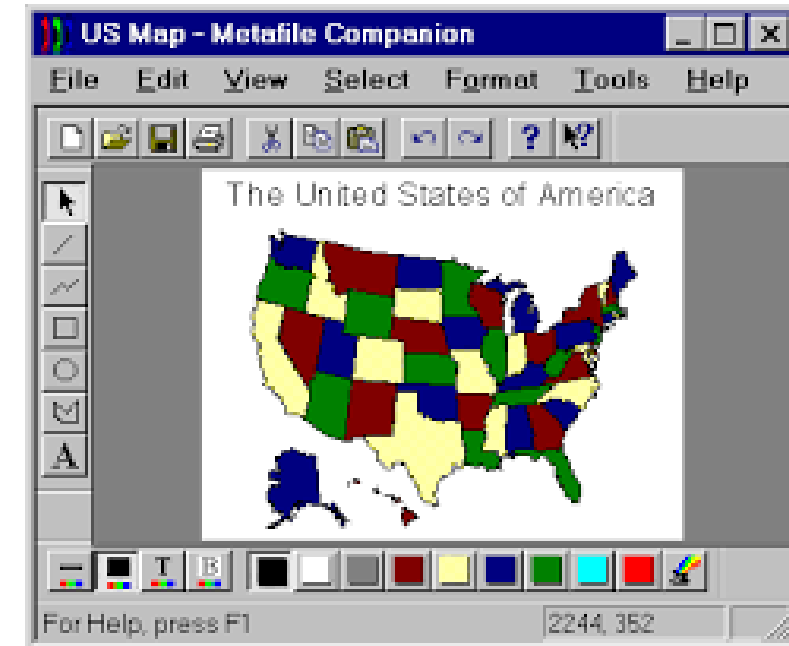 US Map - Metafile Companion
File Edit View Select Format Tools Help
The United States of America
A
T B
For Help, press F1 2244, 352